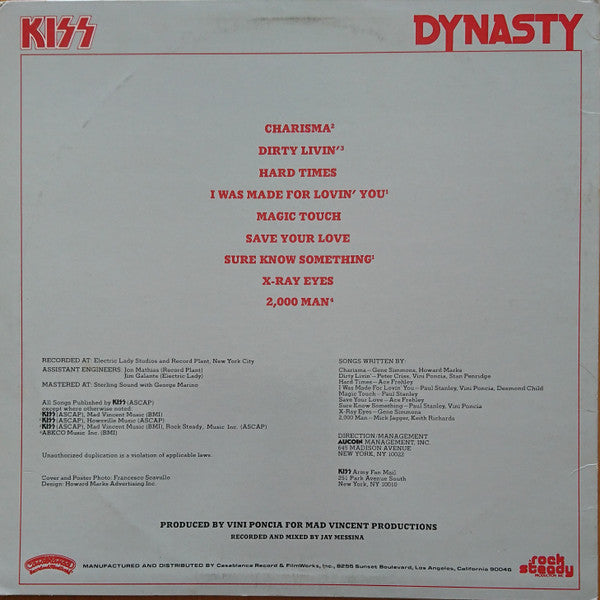 KISS
DYNASTY
CHARISMA²
DIRTY LIVIN'³
HARD TIMES
I WAS MADE FOR LOVIN' YOU¹
MAGIC TOUCH
SAVE YOUR LOVE
SURE KNOW SOMETHING¹
X-RAY EYES
2,000 MAN⁴
RECORDED AT: Electric Lady Studios and Record Plant, New York City
ASSISTANT ENGINEERS: Jon Mathias (Record Plant)
Jim Galante (Electric Lady)
MASTERED AT: Sterling Sound with George Marino
All Songs Published by KISS (ASCAP)
except where otherwise noted:
¹KISS (ASCAP), Mad Vincent Music (BMI)
²KISS (ASCAP), Howsville Music (ASCAP)
³KISS (ASCAP), Mad Vincent Music (BMI), Rock Steady, Music Inc. (ASCAP)
⁴ABKCO Music Inc. (BMI)
Unauthorized duplication is a violation of applicable laws.
Cover and Poster Photo: Francesco Scavullo
Design: Howard Marks Advertising Inc.
SONGS WRITTEN BY:
Charisma—Gene Simmons, Howard Marks
Dirty Livin'—Peter Criss, Vini Poncia, Stan Penridge
Hard Times—Ace Frehley
I Was Made For Lovin' You—Paul Stanley, Vini Poncia, Desmond Child
Magic Touch—Paul Stanley
Save Your Love—Ace Frehley
Sure Know Something—Paul Stanley, Vini Poncia
X-Ray Eyes—Gene Simmons
2,000 Man—Mick Jagger, Keith Richards
DIRECTION/MANAGEMENT
AUCOIN MANAGEMENT, INC.
645 MADISON AVENUE
NEW YORK, NY 10022
KISS Army Fan Mail
251 Park Avenue South
New York, NY 10010
PRODUCED BY VINI PONCIA FOR MAD VINCENT PRODUCTIONS
RECORDED AND MIXED BY JAY MESSINA
Casablanca
MANUFACTURED AND DISTRIBUTED BY Casablanca Record & FilmWorks, Inc., 8255 Sunset Boulevard, Los Angeles, California 90046
rock steady
PRODUCTIONS INC